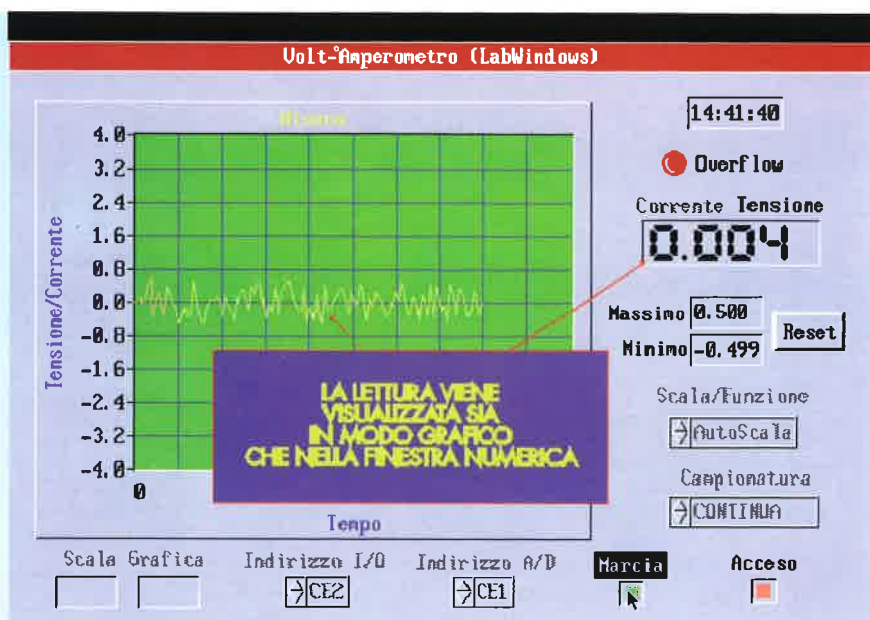 Volt-Amperometro (LabWindows)
Misura
14:41:40
Overflow
Corrente Tensione
0.004
4.0
3.2
2.4
1.6
0.8
0.0
-0.8
-1.6
-2.4
-3.2
-4.0
Tensione/Corrente
0
Tempo
LA LETTURA VIENE
VISUALIZZATA SIA
IN MODO GRAFICO
CHE NELLA FINESTRA NUMERICA
Massimo 0.500
Minimo -0.499
Reset
Scala/Funzione
AutoScala
Campionatura
CONTINUA
Scala Grafica
Indirizzo I/O
CE2
Indirizzo A/D
CE1
Marcia
Acceso